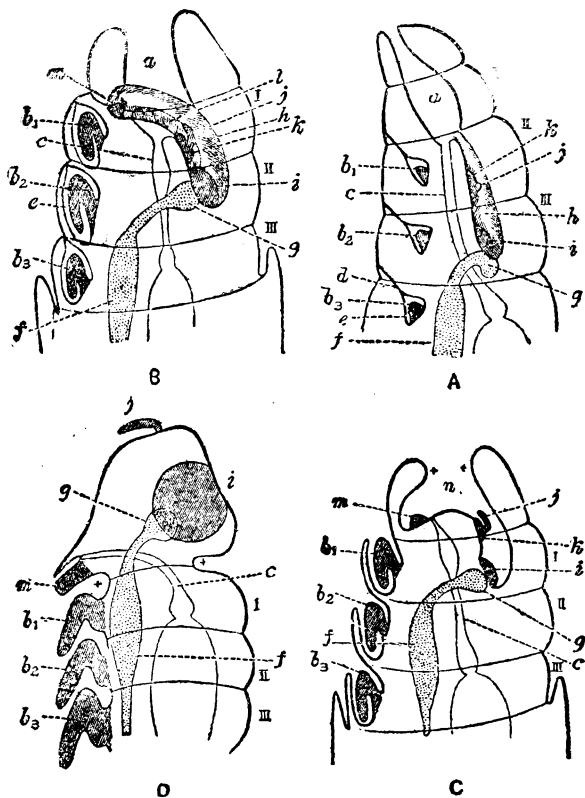 m a l
I j
b₁ h
c k
b₂ II
e i
b₃ III
g
f
B
a II k
j
b₁
c III
h
b₂ i
d
b₃ g
e
f
A
j
g i
m c
+ +
b₁ I
b₂ f
II
b₃ III
D
+ +
n j
m
k
b₁ I
i
b₂ II
f g
b₃ c
III
C